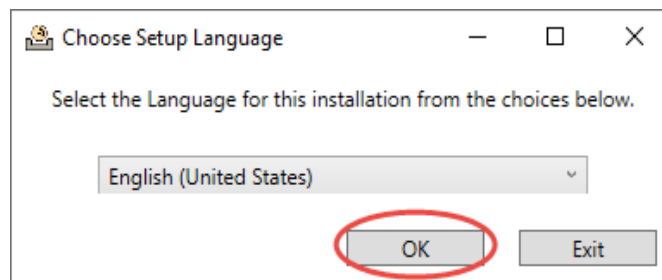 Choose Setup Language
Select the Language for this installation from the choices below.
English (United States)
OK Exit